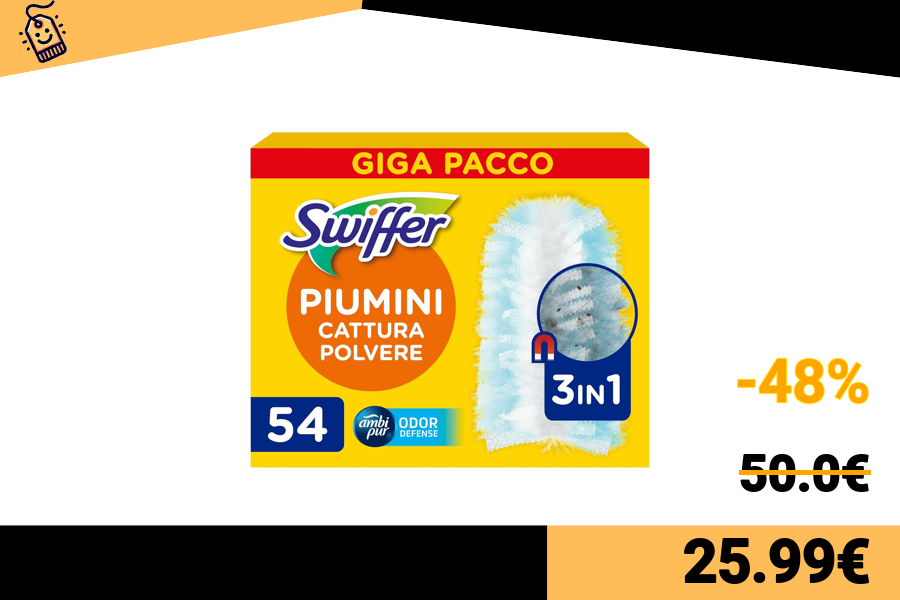 GIGA PACCO
Swiffer
PIUMINI
CATTURA
POLVERE
3IN1
54
ambi
pur
ODOR
DEFENSE
-48%
50.0€
25.99€